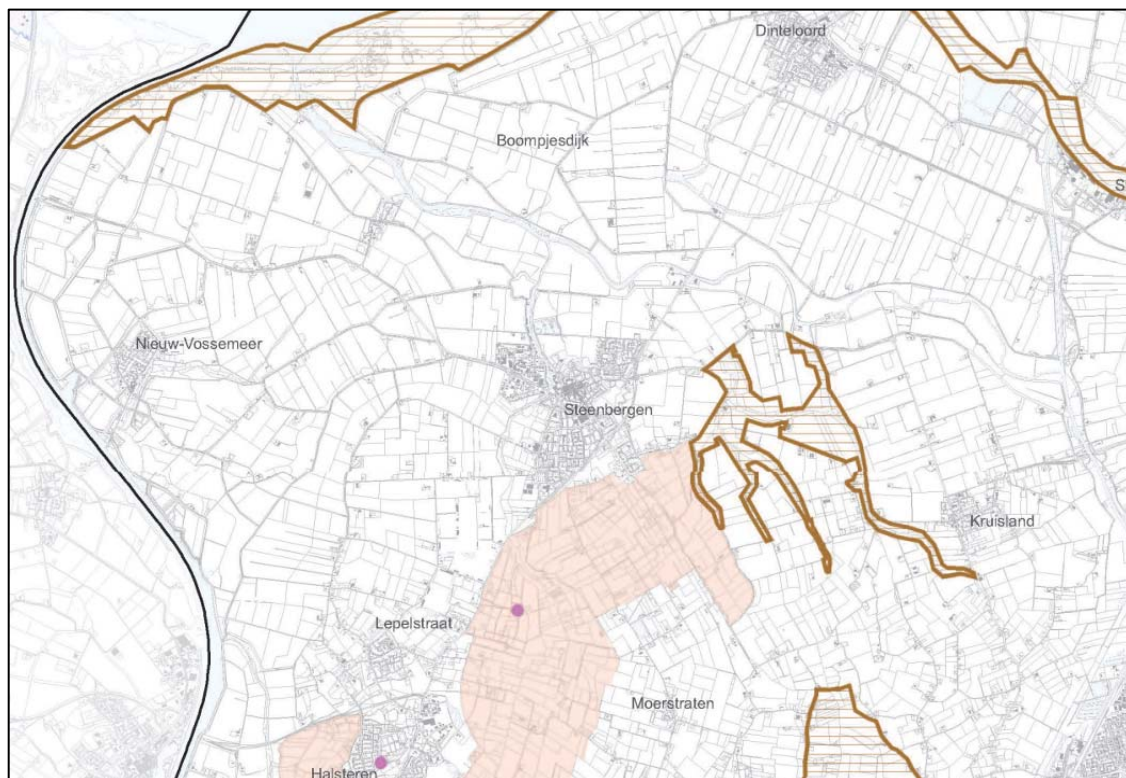 Dinteloord
Boompjesdijk
S
Nieuw-Vossemeer
Steenbergen
Kruisland
Lepelstraat
Moerstraten
Halsteren